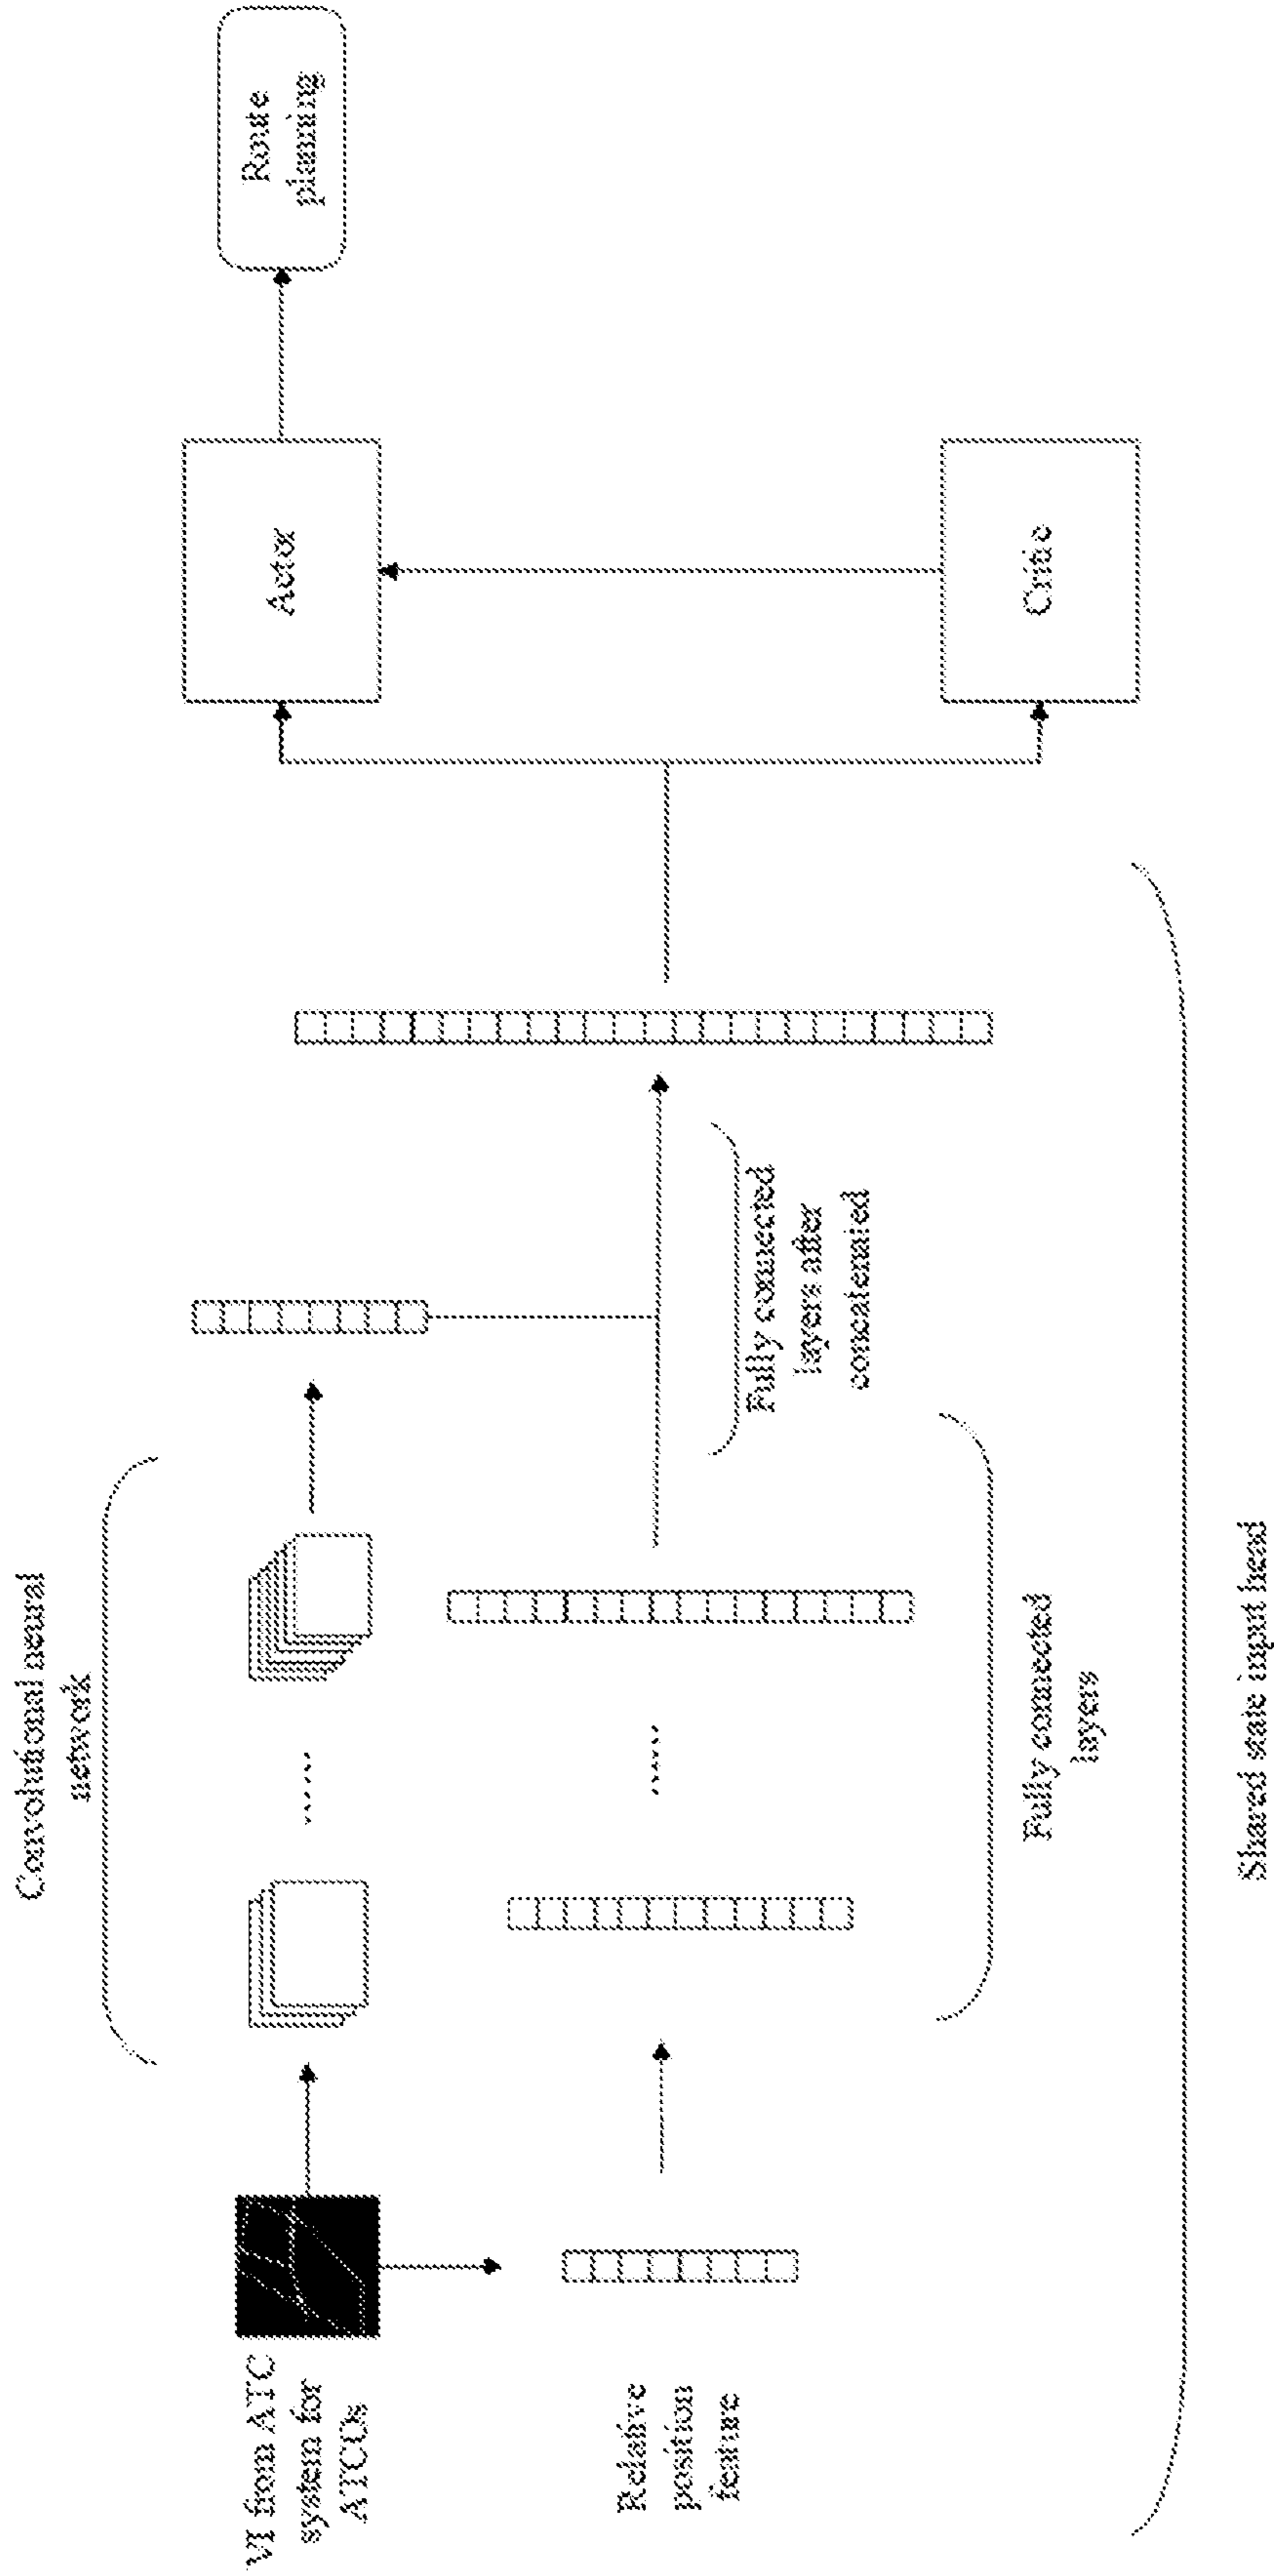 Convolutional neural
network
VI from ATC
system for
ATCOs
Relative
position
feature
Fully connected
layers after
concatenated
Fully connected
layers
Shared state input head
Actor
Critic
Route
planning